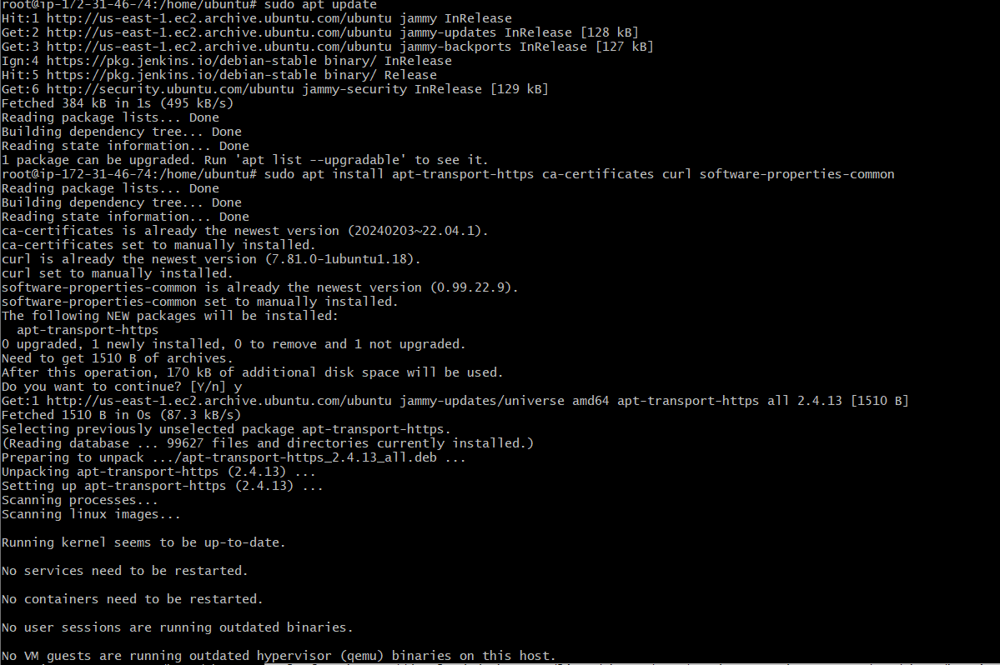 root@ip-172-31-46-74:/home/ubuntu# sudo apt update
Hit:1 http://us-east-1.ec2.archive.ubuntu.com/ubuntu jammy InRelease
Get:2 http://us-east-1.ec2.archive.ubuntu.com/ubuntu jammy-updates InRelease [128 kB]
Get:3 http://us-east-1.ec2.archive.ubuntu.com/ubuntu jammy-backports InRelease [127 kB]
Ign:4 https://pkg.jenkins.io/debian-stable binary/ InRelease
Hit:5 https://pkg.jenkins.io/debian-stable binary/ Release
Get:6 http://security.ubuntu.com/ubuntu jammy-security InRelease [129 kB]
Fetched 384 kB in 1s (495 kB/s)
Reading package lists... Done
Building dependency tree... Done
Reading state information... Done
1 package can be upgraded. Run 'apt list --upgradable' to see it.
root@ip-172-31-46-74:/home/ubuntu# sudo apt install apt-transport-https ca-certificates curl software-properties-common
Reading package lists... Done
Building dependency tree... Done
Reading state information... Done
ca-certificates is already the newest version (20240203~22.04.1).
ca-certificates set to manually installed.
curl is already the newest version (7.81.0-1ubuntu1.18).
curl set to manually installed.
software-properties-common is already the newest version (0.99.22.9).
software-properties-common set to manually installed.
The following NEW packages will be installed:
  apt-transport-https
0 upgraded, 1 newly installed, 0 to remove and 1 not upgraded.
Need to get 1510 B of archives.
After this operation, 170 kB of additional disk space will be used.
Do you want to continue? [Y/n] y
Get:1 http://us-east-1.ec2.archive.ubuntu.com/ubuntu jammy-updates/universe amd64 apt-transport-https all 2.4.13 [1510 B]
Fetched 1510 B in 0s (87.3 kB/s)
Selecting previously unselected package apt-transport-https.
(Reading database ... 99627 files and directories currently installed.)
Preparing to unpack .../apt-transport-https_2.4.13_all.deb ...
Unpacking apt-transport-https (2.4.13) ...
Setting up apt-transport-https (2.4.13) ...
Scanning processes...
Scanning linux images...
Running kernel seems to be up-to-date.
No services need to be restarted.
No containers need to be restarted.
No user sessions are running outdated binaries.
No VM guests are running outdated hypervisor (qemu) binaries on this host.